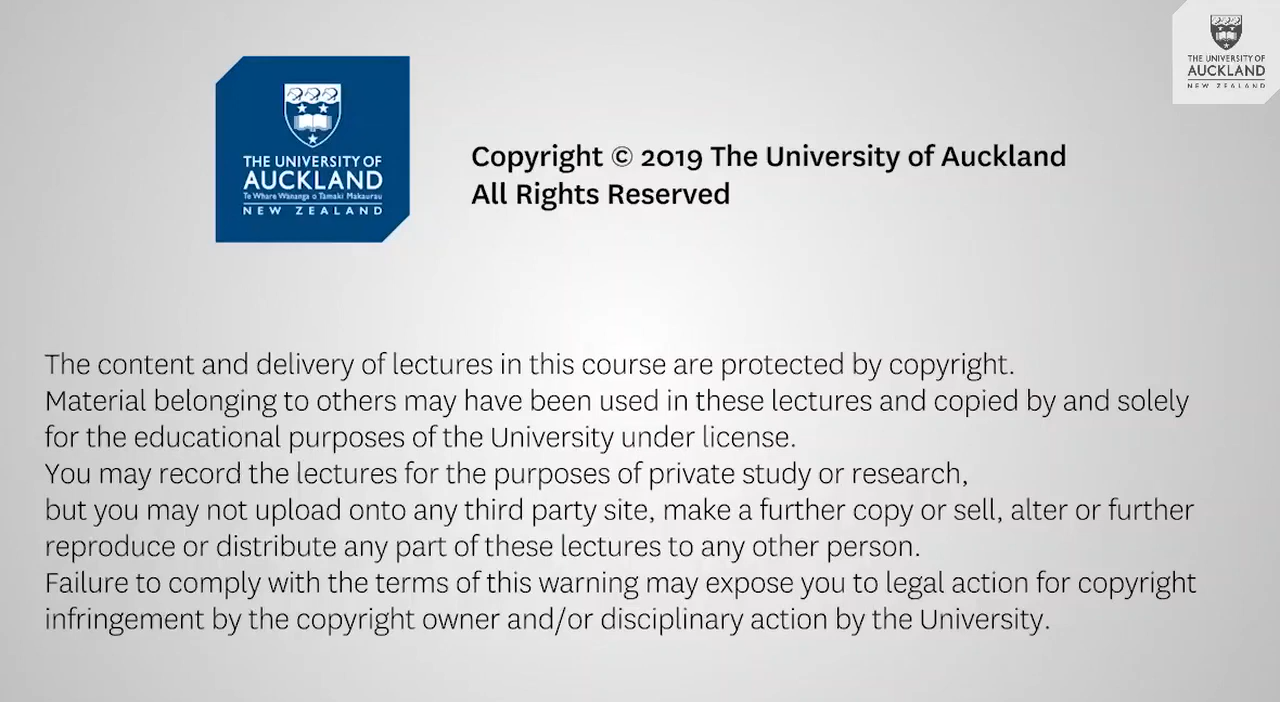 THE UNIVERSITY OF
AUCKLAND
Te Whare Wananga o Tamaki Makaurau
NEW ZEALAND
THE UNIVERSITY OF
AUCKLAND
NEW ZEALAND
Copyright © 2019 The University of Auckland
All Rights Reserved
The content and delivery of lectures in this course are protected by copyright.
Material belonging to others may have been used in these lectures and copied by and solely
for the educational purposes of the University under license.
You may record the lectures for the purposes of private study or research,
but you may not upload onto any third party site, make a further copy or sell, alter or further
reproduce or distribute any part of these lectures to any other person.
Failure to comply with the terms of this warning may expose you to legal action for copyright
infringement by the copyright owner and/or disciplinary action by the University.